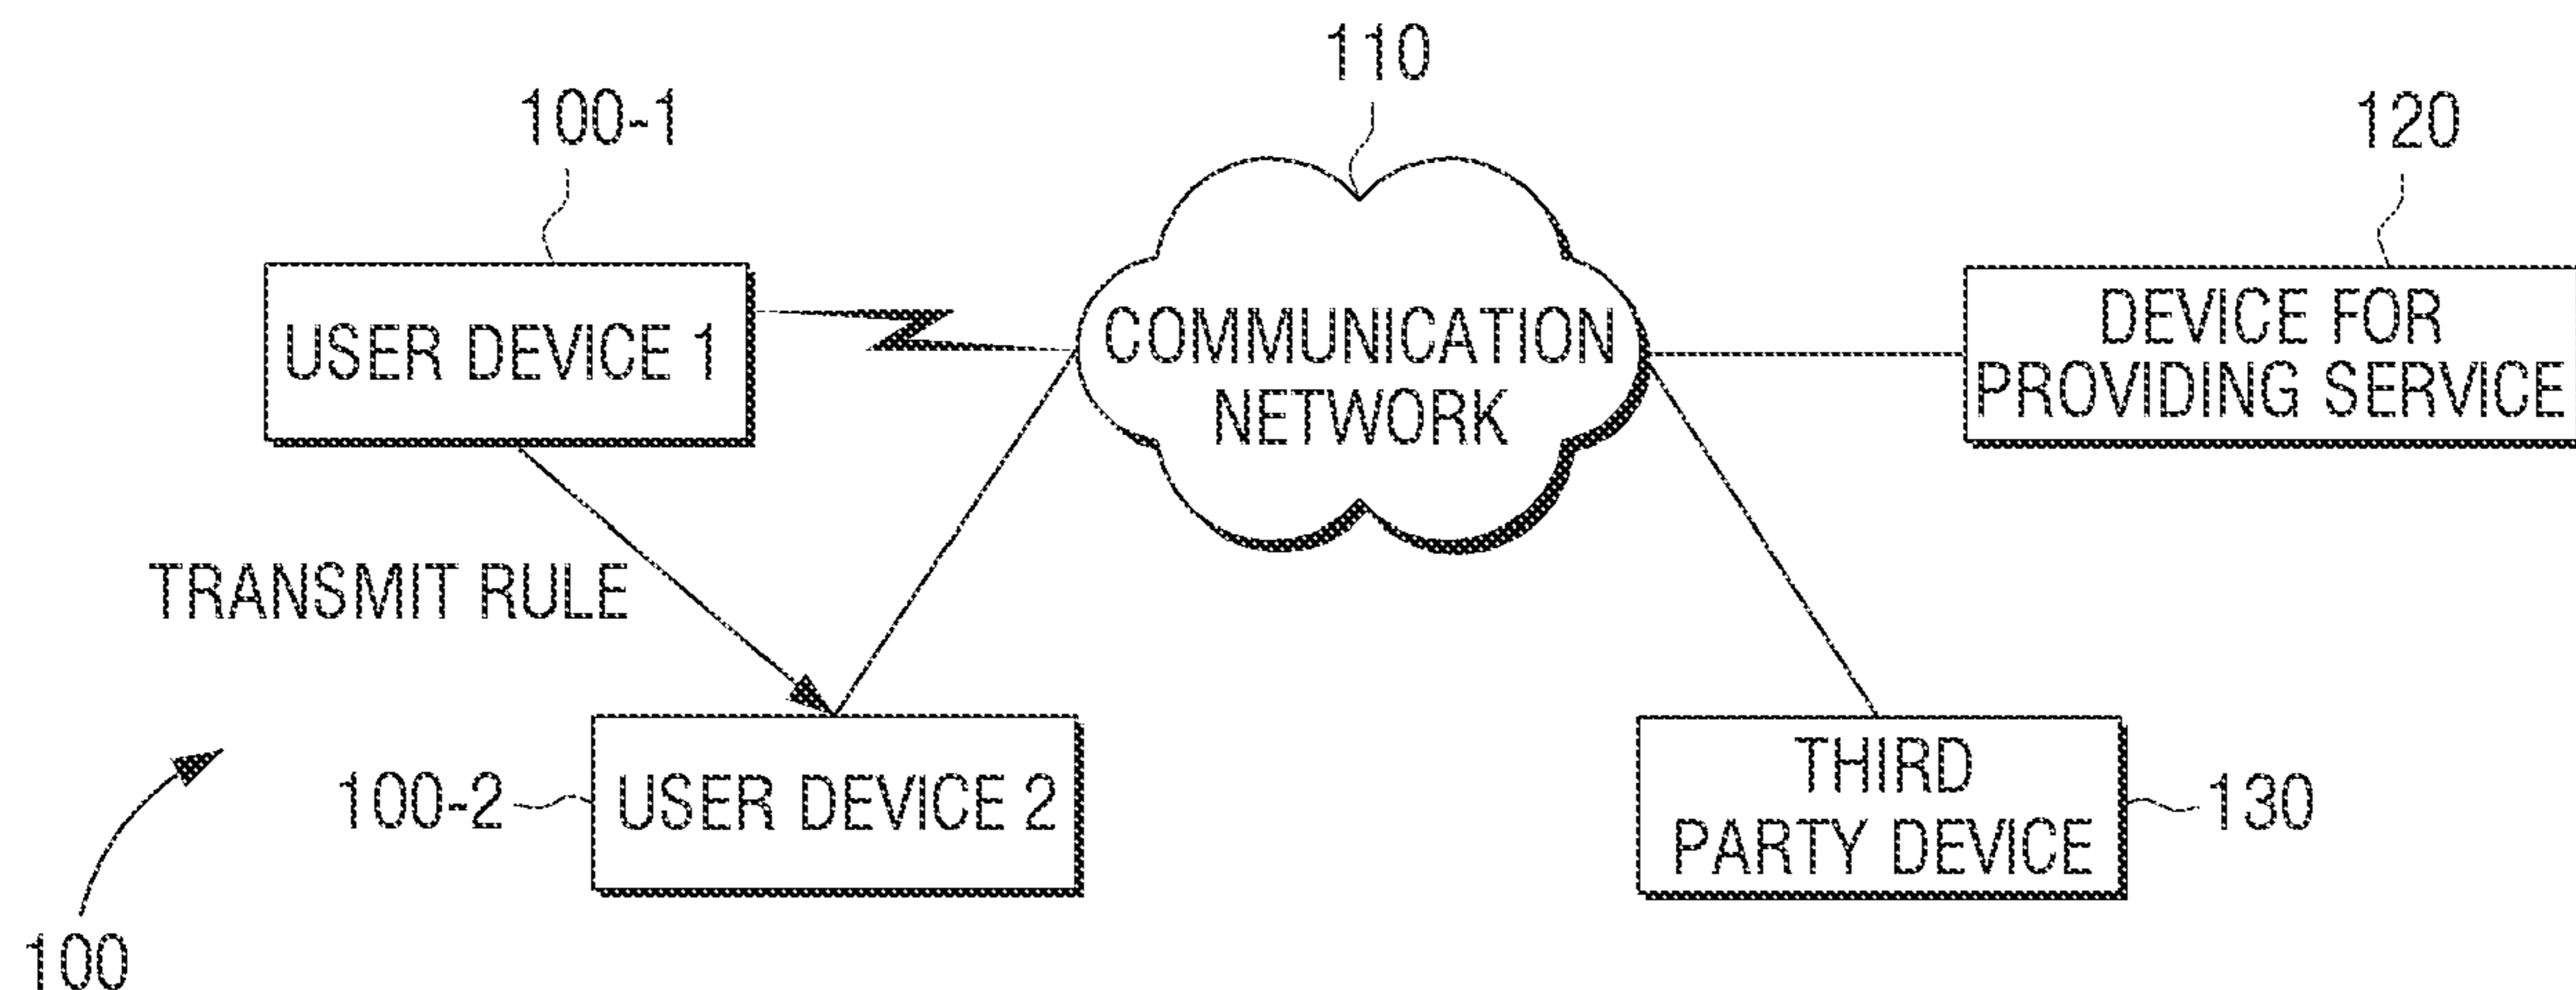 110
100-1
120
USER DEVICE 1
COMMUNICATION
NETWORK
DEVICE FOR
PROVIDING SERVICE
TRANSMIT RULE
100-2
USER DEVICE 2
THIRD
PARTY DEVICE
130
100